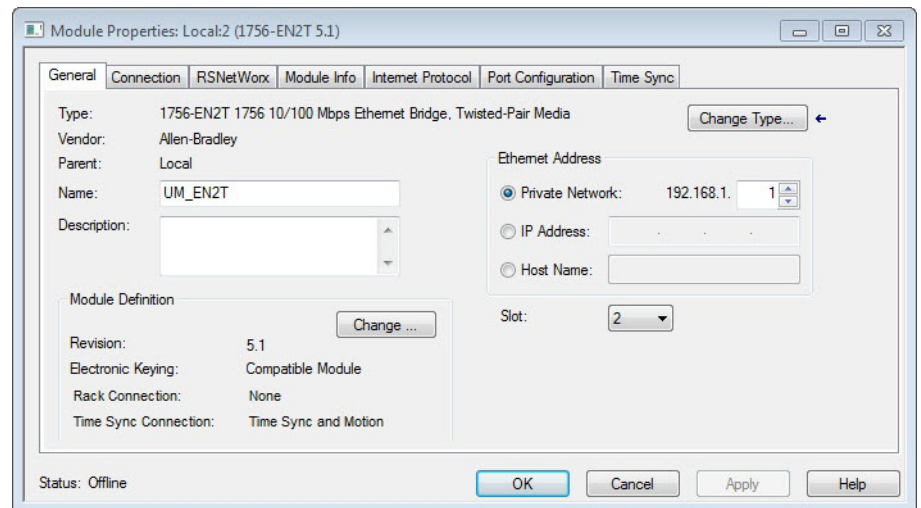 Module Properties: Local:2 (1756-EN2T 5.1)
General Connection RSNetWorx Module Info Internet Protocol Port Configuration Time Sync
Type: 1756-EN2T 1756 10/100 Mbps Ethernet Bridge, Twisted-Pair Media
Change Type...
Vendor: Allen-Bradley
Parent: Local
Name: UM_EN2T
Description:
Ethernet Address
Private Network: 192.168.1. 1
IP Address: . . .
Host Name:
Module Definition
Change ...
Revision: 5.1
Electronic Keying: Compatible Module
Rack Connection: None
Time Sync Connection: Time Sync and Motion
Slot: 2
Status: Offline
OK Cancel Apply Help